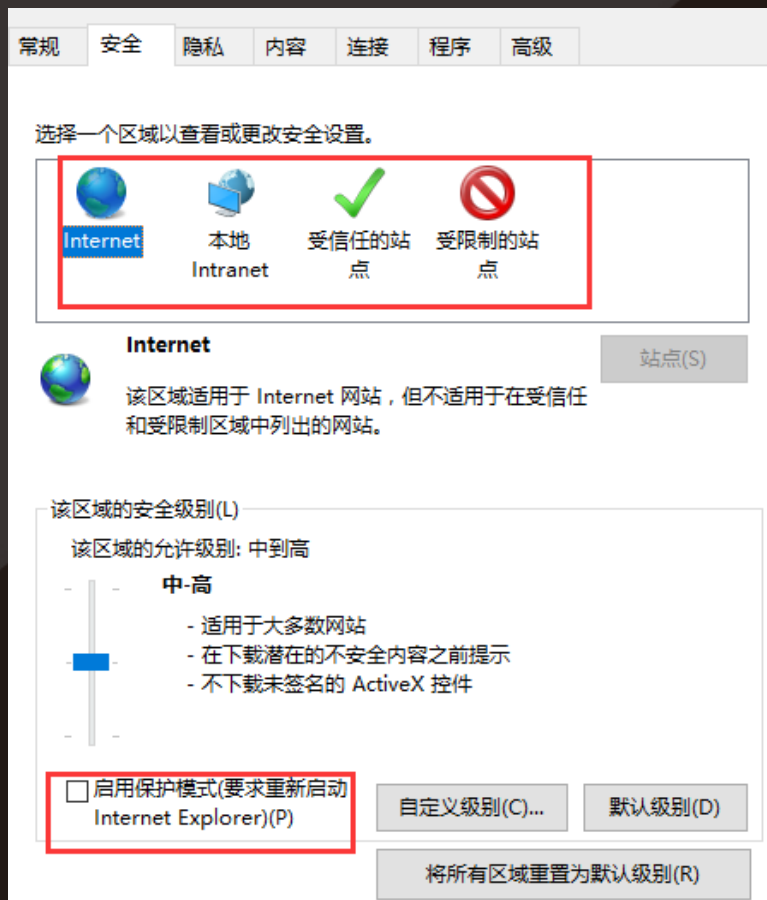 常规 安全 隐私 内容 连接 程序 高级
选择一个区域以查看或更改安全设置。
Internet 本地 受信任的站 受限制的站
Intranet 点 点
Internet
站点(S)
该区域适用于 Internet 网站，但不适用于在受信任
和受限制区域中列出的网站。
该区域的安全级别(L)
该区域的允许级别: 中到高
中-高
- 适用于大多数网站
- 在下载潜在的不安全内容之前提示
- 不下载未签名的 ActiveX 控件
启用保护模式(要求重新启动
Internet Explorer)(P)
自定义级别(C)... 默认级别(D)
将所有区域重置为默认级别(R)